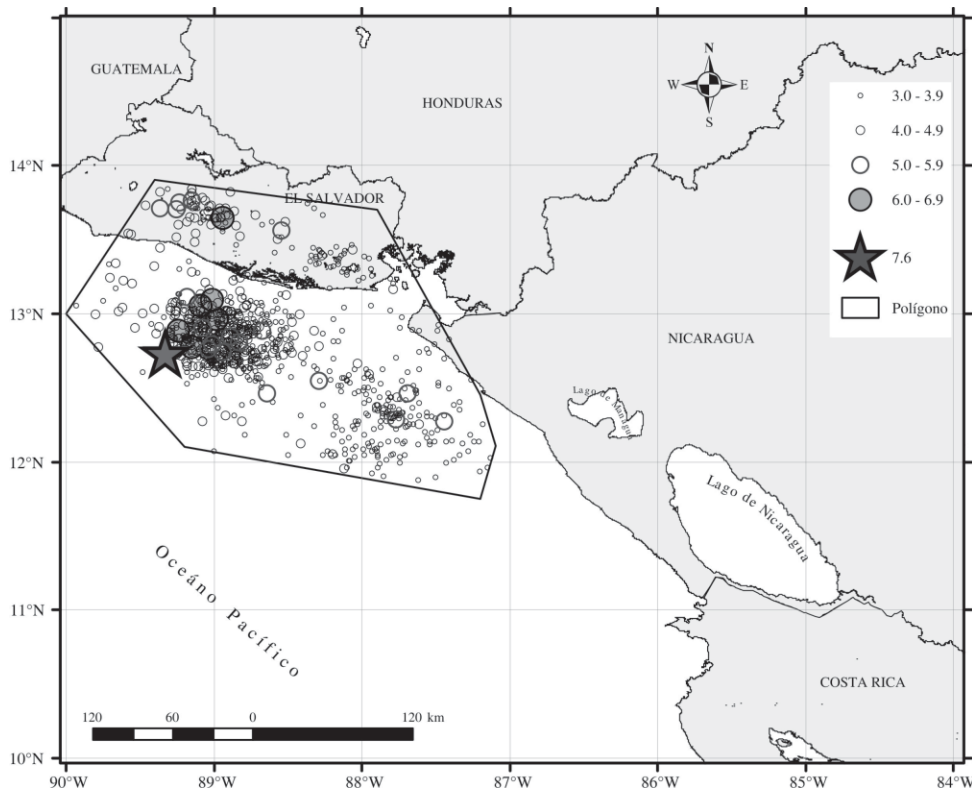 GUATEMALA
HONDURAS
N
W E
S
3.0 - 3.9
4.0 - 4.9
5.0 - 5.9
6.0 - 6.9
7.6
Polígono
14°N
EL SALVADOR
13°N
NICARAGUA
Lago de Managua
12°N
Lago de Nicaragua
11°N
Oceáno Pacífico
COSTA RICA
120 60 0 120 km
10°N
90°W 89°W 88°W 87°W 86°W 85°W 84°W